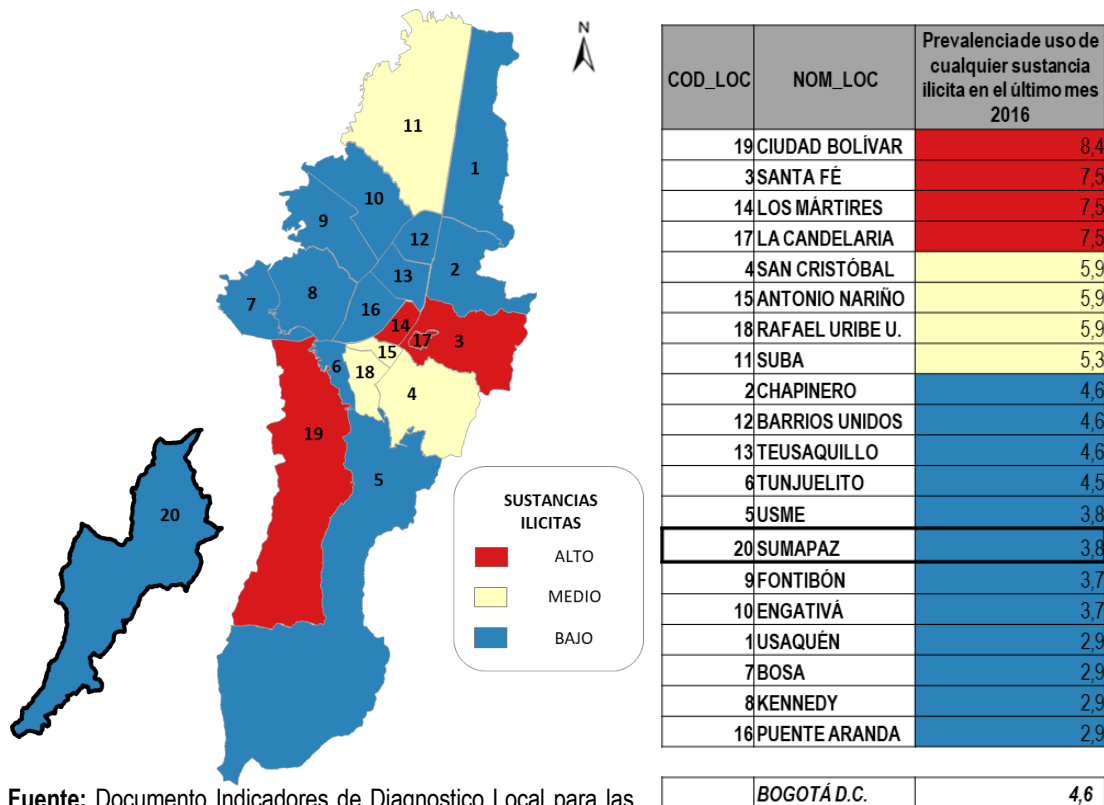 N
11
1
10
9
12
2
13
8
7
16
14
17
3
15
6
18
4
19
5
20
SUSTANCIAS
ILICITAS
ALTO
MEDIO
BAJO
COD_LOC NOM_LOC Prevalencia de uso de
cualquier sustancia
ilicita en el último mes
2016
19 CIUDAD BOLÍVAR 8,4
3 SANTA FÉ 7,5
14 LOS MÁRTIRES 7,5
17 LA CANDELARIA 7,5
4 SAN CRISTÓBAL 5,9
15 ANTONIO NARIÑO 5,9
18 RAFAEL URIBE U. 5,9
11 SUBA 5,3
2 CHAPINERO 4,6
12 BARRIOS UNIDOS 4,6
13 TEUSAQUILLO 4,6
6 TUNJUELITO 4,5
5 USME 3,8
20 SUMAPAZ 3,8
9 FONTIBÓN 3,7
10 ENGATIVÁ 3,7
1 USAQUÉN 2,9
7 BOSA 2,9
8 KENNEDY 2,9
16 PUENTE ARANDA 2,9
BOGOTÁ D.C. 4,6
Fuente: Documento Indicadores de Diagnostico Local para las